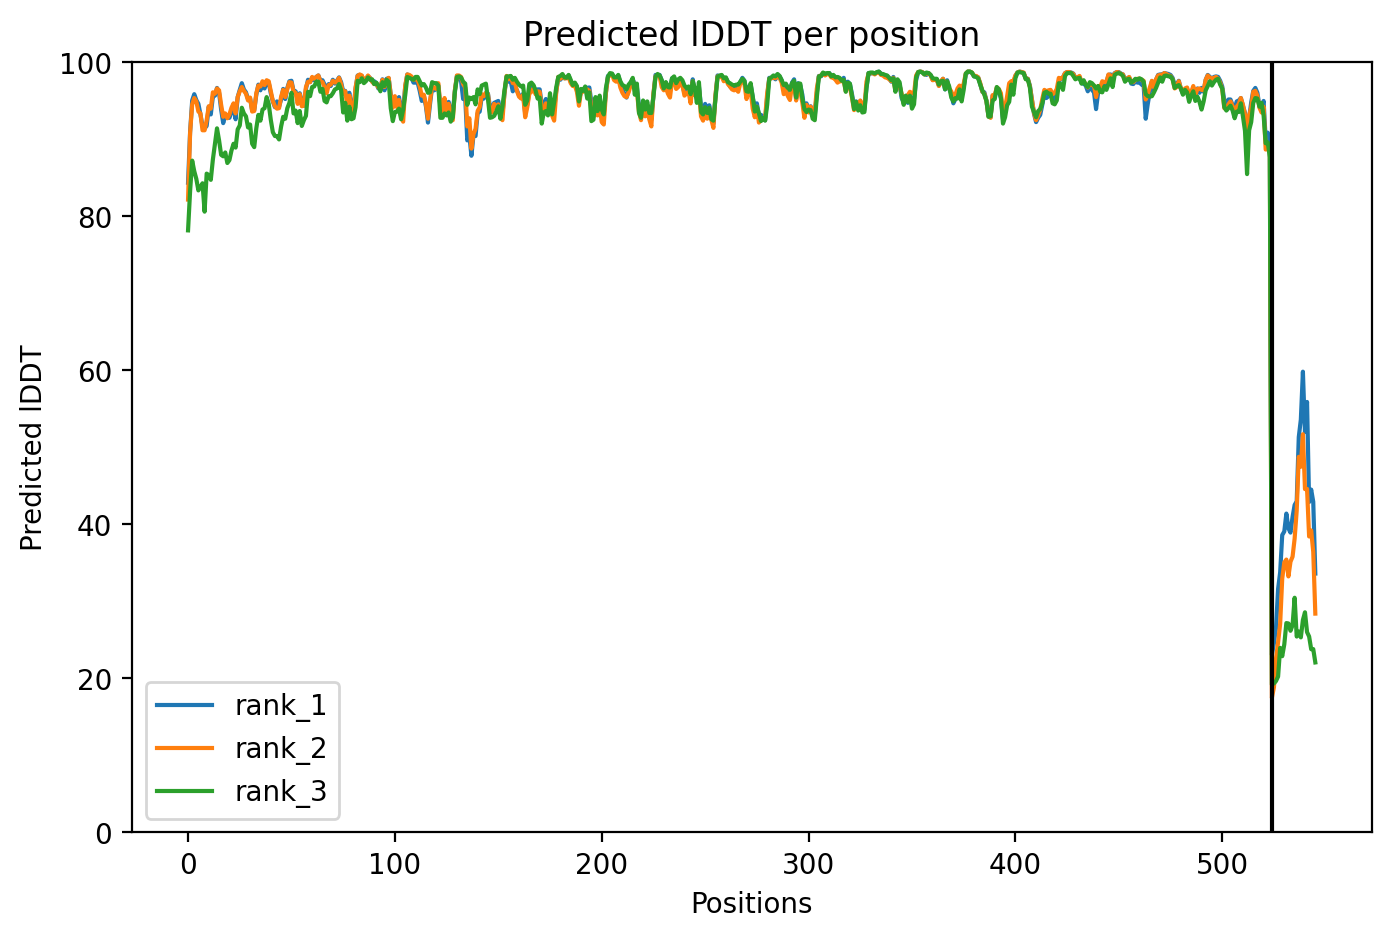 Predicted lDDT per position
Predicted lDDT
100
80
60
40
20
0
rank_1
rank_2
rank_3
0 100 200 300 400 500
Positions